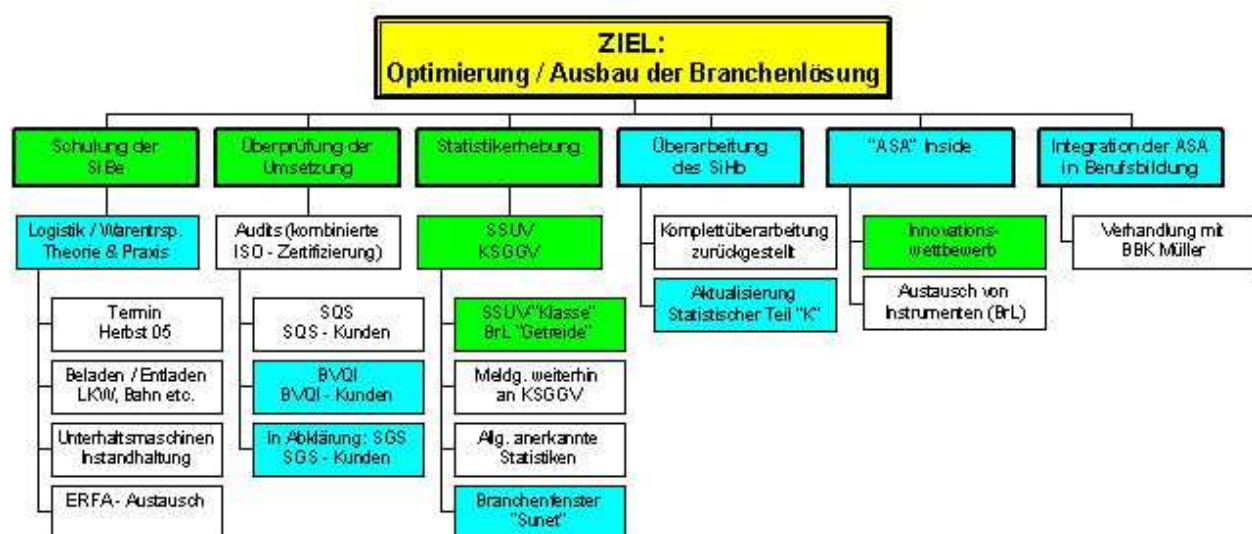 ZIEL:
Optimierung / Ausbau der Branchenlösung
Schulung der
SiBe
Logistik / Warentrsp.
Theorie & Praxis
Termin
Herbst 05
Beladen / Entladen
LKW, Bahn etc.
Unterhaltsmaschinen
Instandhaltung
ERFA - Austausch
Überprüfung der
Umsetzung
Audits (kombinierte
ISO - Zertifizierung)
SQS
SQS - Kunden
BVQI
BVQI - Kunden
In Abklärung: SGS
SGS - Kunden
Statistikerhebung
SSUV
KSGGV
SSUV-"Klasse"
BrL "Getreide"
Meldg. weiterhin
an KSGGV
Allg. anerkannte
Statistiken
Branchenfenster
"Sunet"
Überarbeitung
des SiHb
Komplettüberarbeitung
zurückgestellt
Aktualisierung
Statistischer Teil "K"
"ASA" Inside
Innovations-
wettbewerb
Austausch von
Instrumenten (BrL)
Integration der ASA
in Berufsbildung
Verhandlung mit
BBK Müller